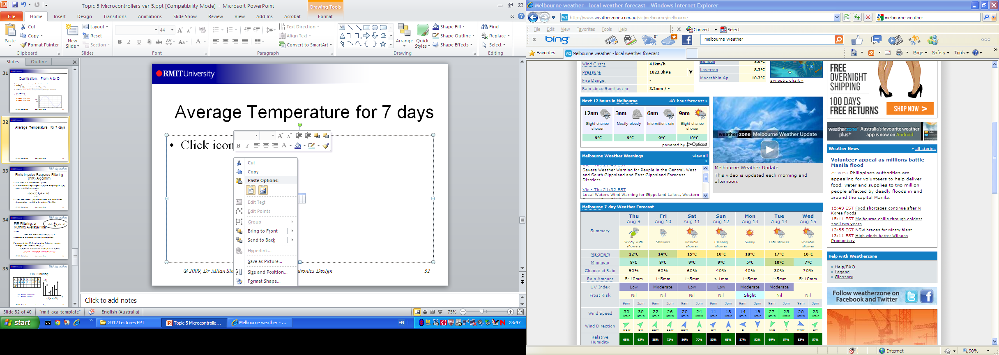 Topic 5 Microcontrollers ver 5.ppt [Compatibility Mode] - Microsoft PowerPoint
Drawing Tools
File Home Insert Design Transitions Animations Slide Show Review View Add-Ins Acrobat Format
Paste
Cut
Copy
Format Painter
Clipboard
New Slide
Layout
Reset
Section
Slides
44
B I U S abc AV Aa A
Font
Text Direction
Align Text
Convert to SmartArt
Paragraph
Arrange
Quick Styles
Shape Fill
Shape Outline
Shape Effects
Drawing
Find
Replace
Select
Editing
Slides Outline
31
Quantisation, From A to D
32
Average Temperature for 7 days
33
DSP Algorithms
Finite Impulse Response Filtering
(FIR) Algorithm
34
DSP Algorithms
FIR Filtering, or
Running Average Filter
35
FIR Filtering
RMIT University
Average Temperature for 7 days
• Click icon
B I A
Cut
Copy
Paste Options:
Edit Text
Edit Points
Group
Bring to Front
Send to Back
Hyperlink...
Save as Picture...
Size and Position...
Format Shape...
© 2009, Dr Milan Sim
tronics Design
32
Click to add notes
Slide 32 of 40 "rmit_aca_template" English (Australia) 75%
start 2012 Lectures PPT Topic 5 Microcontrolle... Melbourne weather - ... EN 23:47
Melbourne weather - local weather forecast - Windows Internet Explorer
http://www.weatherzone.com.au/vic/melbourne/melbourne
melbourne weather
File Edit View Favorites Tools Help
x Convert Select
x bing 8° melbourne weather
Favorites
wz Melbourne weather - local weather forecast
Page Safety Tools
Wind Gusts 41km/h
Pressure 1023.3hPa
Fire Danger -
Rain since 9am/last hr 3.2mm / -
Bulleen 8.0°C
Laverton 8.3°C
Moorabbin Ap 10.2°C
synoptic chart »
Next 12 hours in Melbourne 48-hour forecast »
12am 3am 6am 9am
Slight chance shower
Mostly cloudy
Intermittent rain
Slight chance shower
9°C 9°C 9°C 10°C
powered by Opticast
Melbourne Weather Warnings view all »
Vic - Thu 21:40 EST
Severe Weather Warning for People in the Central, West
and South Gippsland and East Gippsland Forecast
Districts
Vic - Thu 21:32 EST
Local Waters Wind Warning for Gippsland Lakes, Western
weatherzone Melbourne Weather Update
Melbourne Weather Update
This video is updated each morning and
afternoon.
Melbourne 7-day Weather Forecast
Thu Fri Sat Sun Mon Tue Wed
Aug 9 Aug 10 Aug 11 Aug 12 Aug 13 Aug 14 Aug 15
Summary
Windy with showers
Showers
Possible shower
Clearing shower
Sunny
Late shower
Possible shower
Maximum 12°C 14°C 15°C 16°C 18°C 17°C 16°C
Minimum 8°C 8°C 9°C 9°C 5°C 10°C 7°C
Chance of Rain 90% 60% 60% 40% 40% 30% 70%
Rain Amount 5-10mm 1-5mm 1-5mm < 1mm 1-5mm 1-5mm 5-10mm
UV Index Low Moderate Low Low Moderate Moderate
Frost Risk Nil Nil Nil Nil Slight Nil Nil
9am 3pm 9am 3pm 9am 3pm 9am 3pm 9am 3pm 9am 3pm 9am 3pm
Wind Speed 30 30 22 26 20 24 11 18 14 19 27 25 20 23
km/h km/h km/h km/h km/h km/h km/h km/h km/h km/h km/h km/h km/h km/h
Wind Direction WSW SW SSW SSW SSW S SW S E N NNE N WNW SW
Relative Humidity 68% 63% 88% 72% 86% 70% 83% 65% 87% 52% 69% 57% 83% 57%
FREE
OVERNIGHT
SHIPPING
100 DAYS
FREE RETURNS
SHOP NOW >
weatherzone plus+
Australia's favourite weather
app is now on Android
Weather News » all stories
Volunteer appeal as millions battle
Manila flood
21:38 EST Philippines authorities are
appealing for volunteers to help deliver
food, water and supplies to two million
people affected by deadly floods in and
around the capital Manila.
15:49 EST Food shortages continue after N
Korea floods
15:11 EST Melbourne chills through coldest
spell two years
13:55 EST NSW braces for wintry blast
13:11 EST High winds batter Wilsons
Promontory
Help with Weatherzone
» Help/FAQ
» Legend
» Glossary
Follow weatherzone on
Facebook and Twitter
Internet 90%